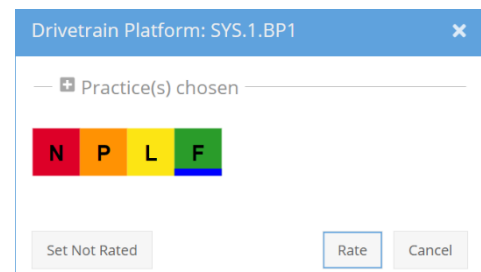 Drivetrain Platform: SYS.1.BP1
Practice(s) chosen
N P L F
Set Not Rated Rate Cancel